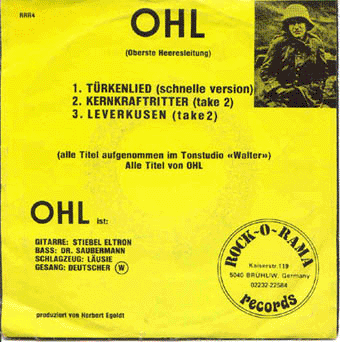 RRR4
OHL
(Oberste Heeresleitung)
1. TÜRKENLIED (schnelle version)
2. KERNKRAFTRITTER (take 2)
3. LEVERKUSEN (take2)
(alle Titel aufgenommen im Tonstudio «Walter»)
Alle Titel von OHL
OHL ist:
GITARRE: STIEBEL ELTRON
BASS: DR. SAUBERMANN
SCHLAGZEUG: LÄUSIE
GESANG: DEUTSCHER W
produziert von Herbert Egoldt
ROCK-O-RAMA
Kaiserstr.119
5040 BRÜHL/W. Germany
02232-22584
records